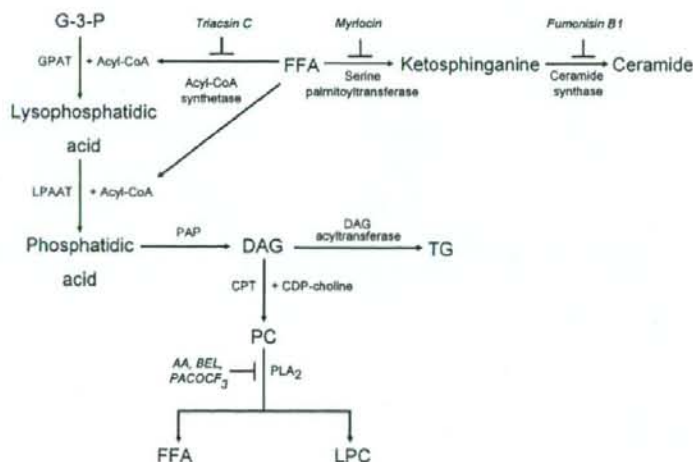 Triacsin C
Myriocin
Fumonisin B1
G-3-P
GPAT
+ Acyl-CoA
FFA
Ketosphinganine
Ceramide
Acyl-CoA
synthetase
Serine
palmitoyltransferase
Ceramide
synthase
Lysophosphatidic
acid
LPAAT
+ Acyl-CoA
Phosphatidic
acid
PAP
DAG
DAG
acyltransferase
TG
CPT
+ CDP-choline
PC
AA, BEL,
PACOCF3
PLA2
FFA
LPC